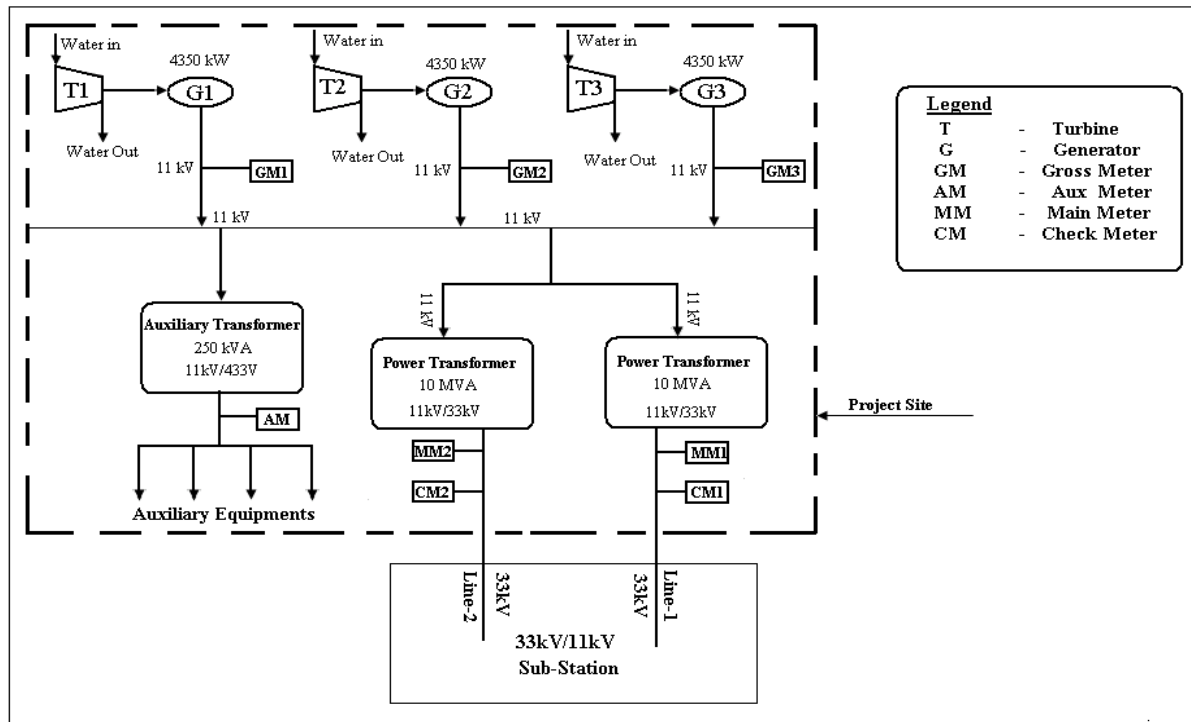 Water in
4350 kW
T1
G1
Water Out
11 kV
GM1
Water in
4350 kW
T2
G2
Water Out
11 kV
GM2
Water in
4350 kW
T3
G3
Water Out
11 kV
GM3
11 kV
11 kV
Legend
T - Turbine
G - Generator
GM - Gross Meter
AM - Aux Meter
MM - Main Meter
CM - Check Meter
11 kV
11 kV
Auxiliary Transformer
250 kVA
11kV/433V
AM
Auxiliary Equipments
Power Transformer
10 MVA
11kV/33kV
MM2
CM2
Power Transformer
10 MVA
11kV/33kV
MM1
CM1
Project Site
Line-2
33kV
33kV
Line-1
33kV/11kV
Sub-Station